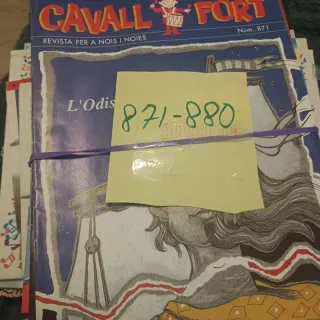 CAVALL FORT
REVISTA PER A NOIS I NOIES
Núm. 871
L'Odis
871-880